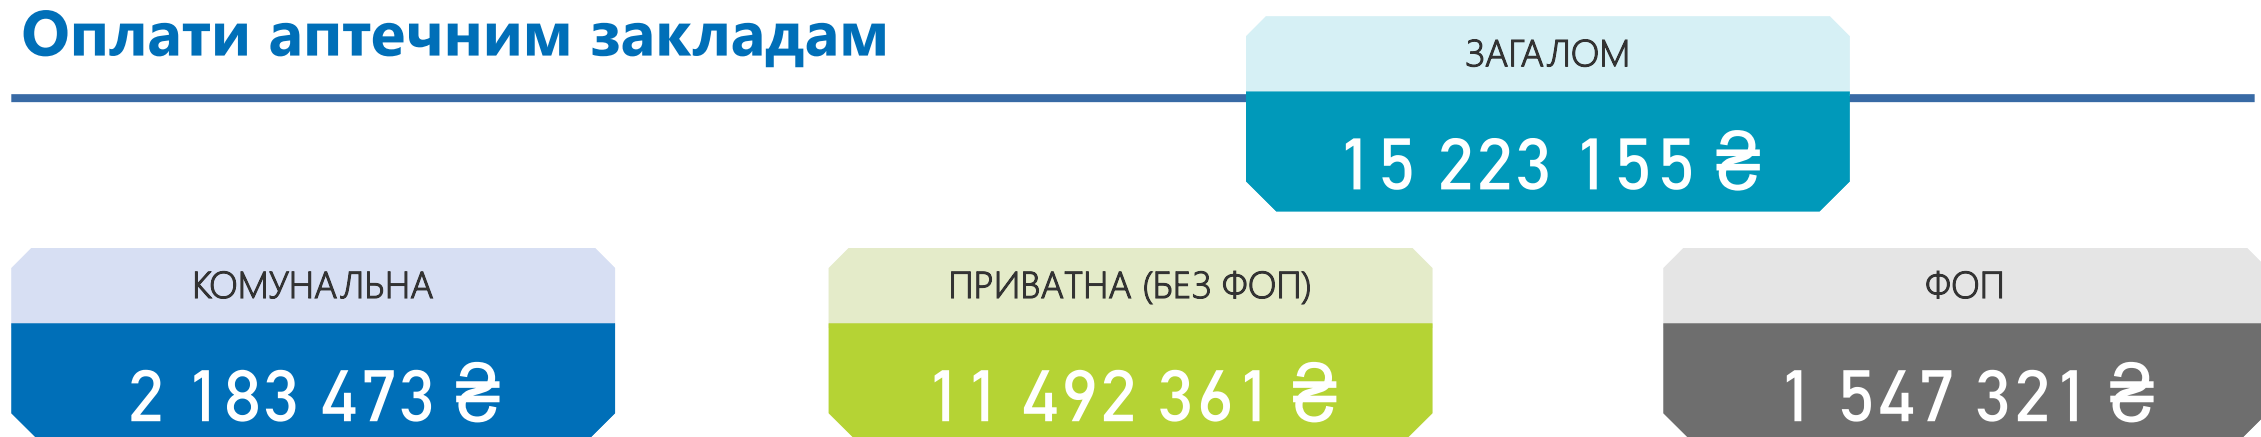 Оплати аптечним закладам
ЗАГАЛОМ
15 223 155 ₴
КОМУНАЛЬНА
2 183 473 ₴
ПРИВАТНА (БЕЗ ФОП)
11 492 361 ₴
ФОП
1 547 321 ₴